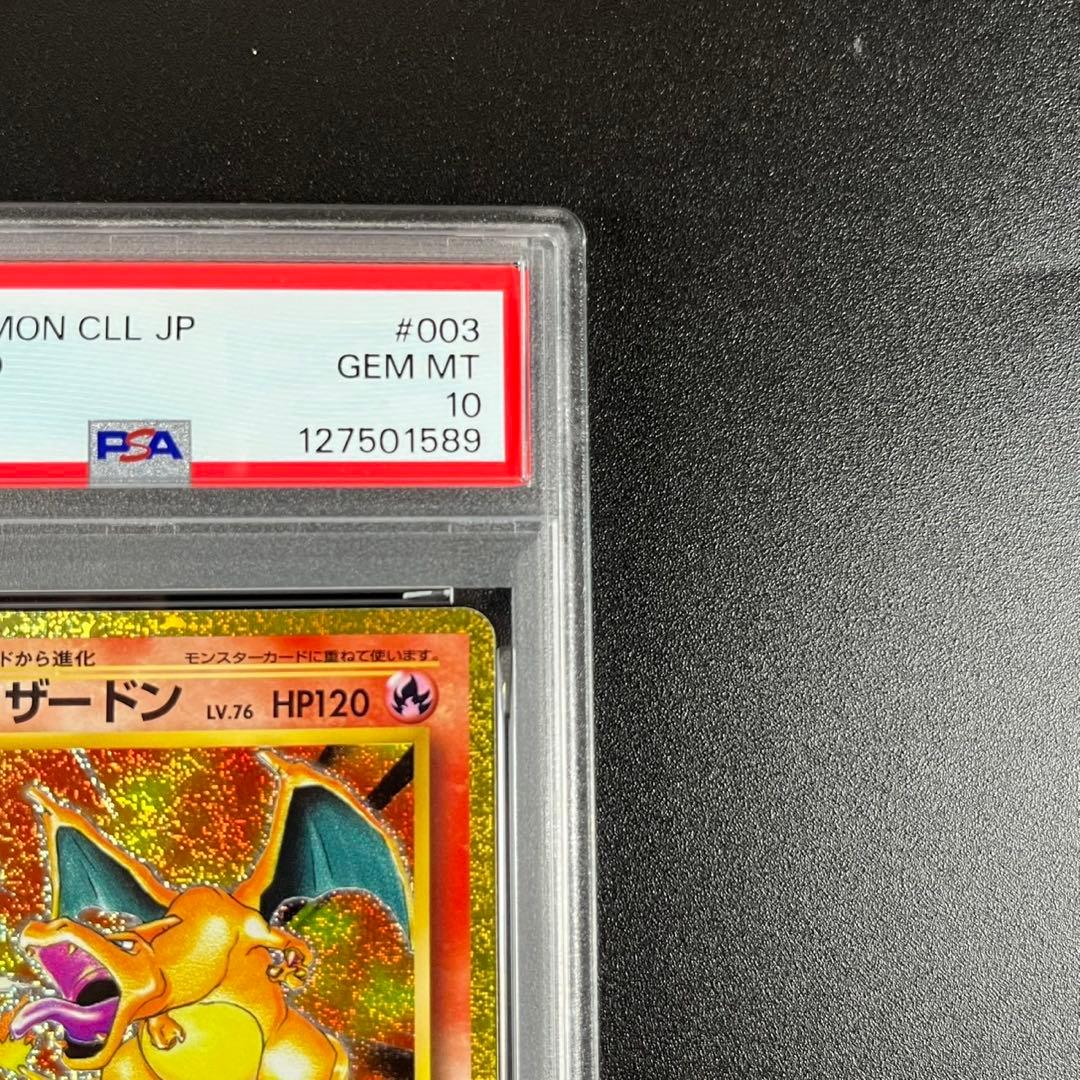 MON CLL JP #003
GEM MT
10
PSA 127501589
ドから進化 モンスターカードに重ねて使います。
ザードン LV.76 HP120